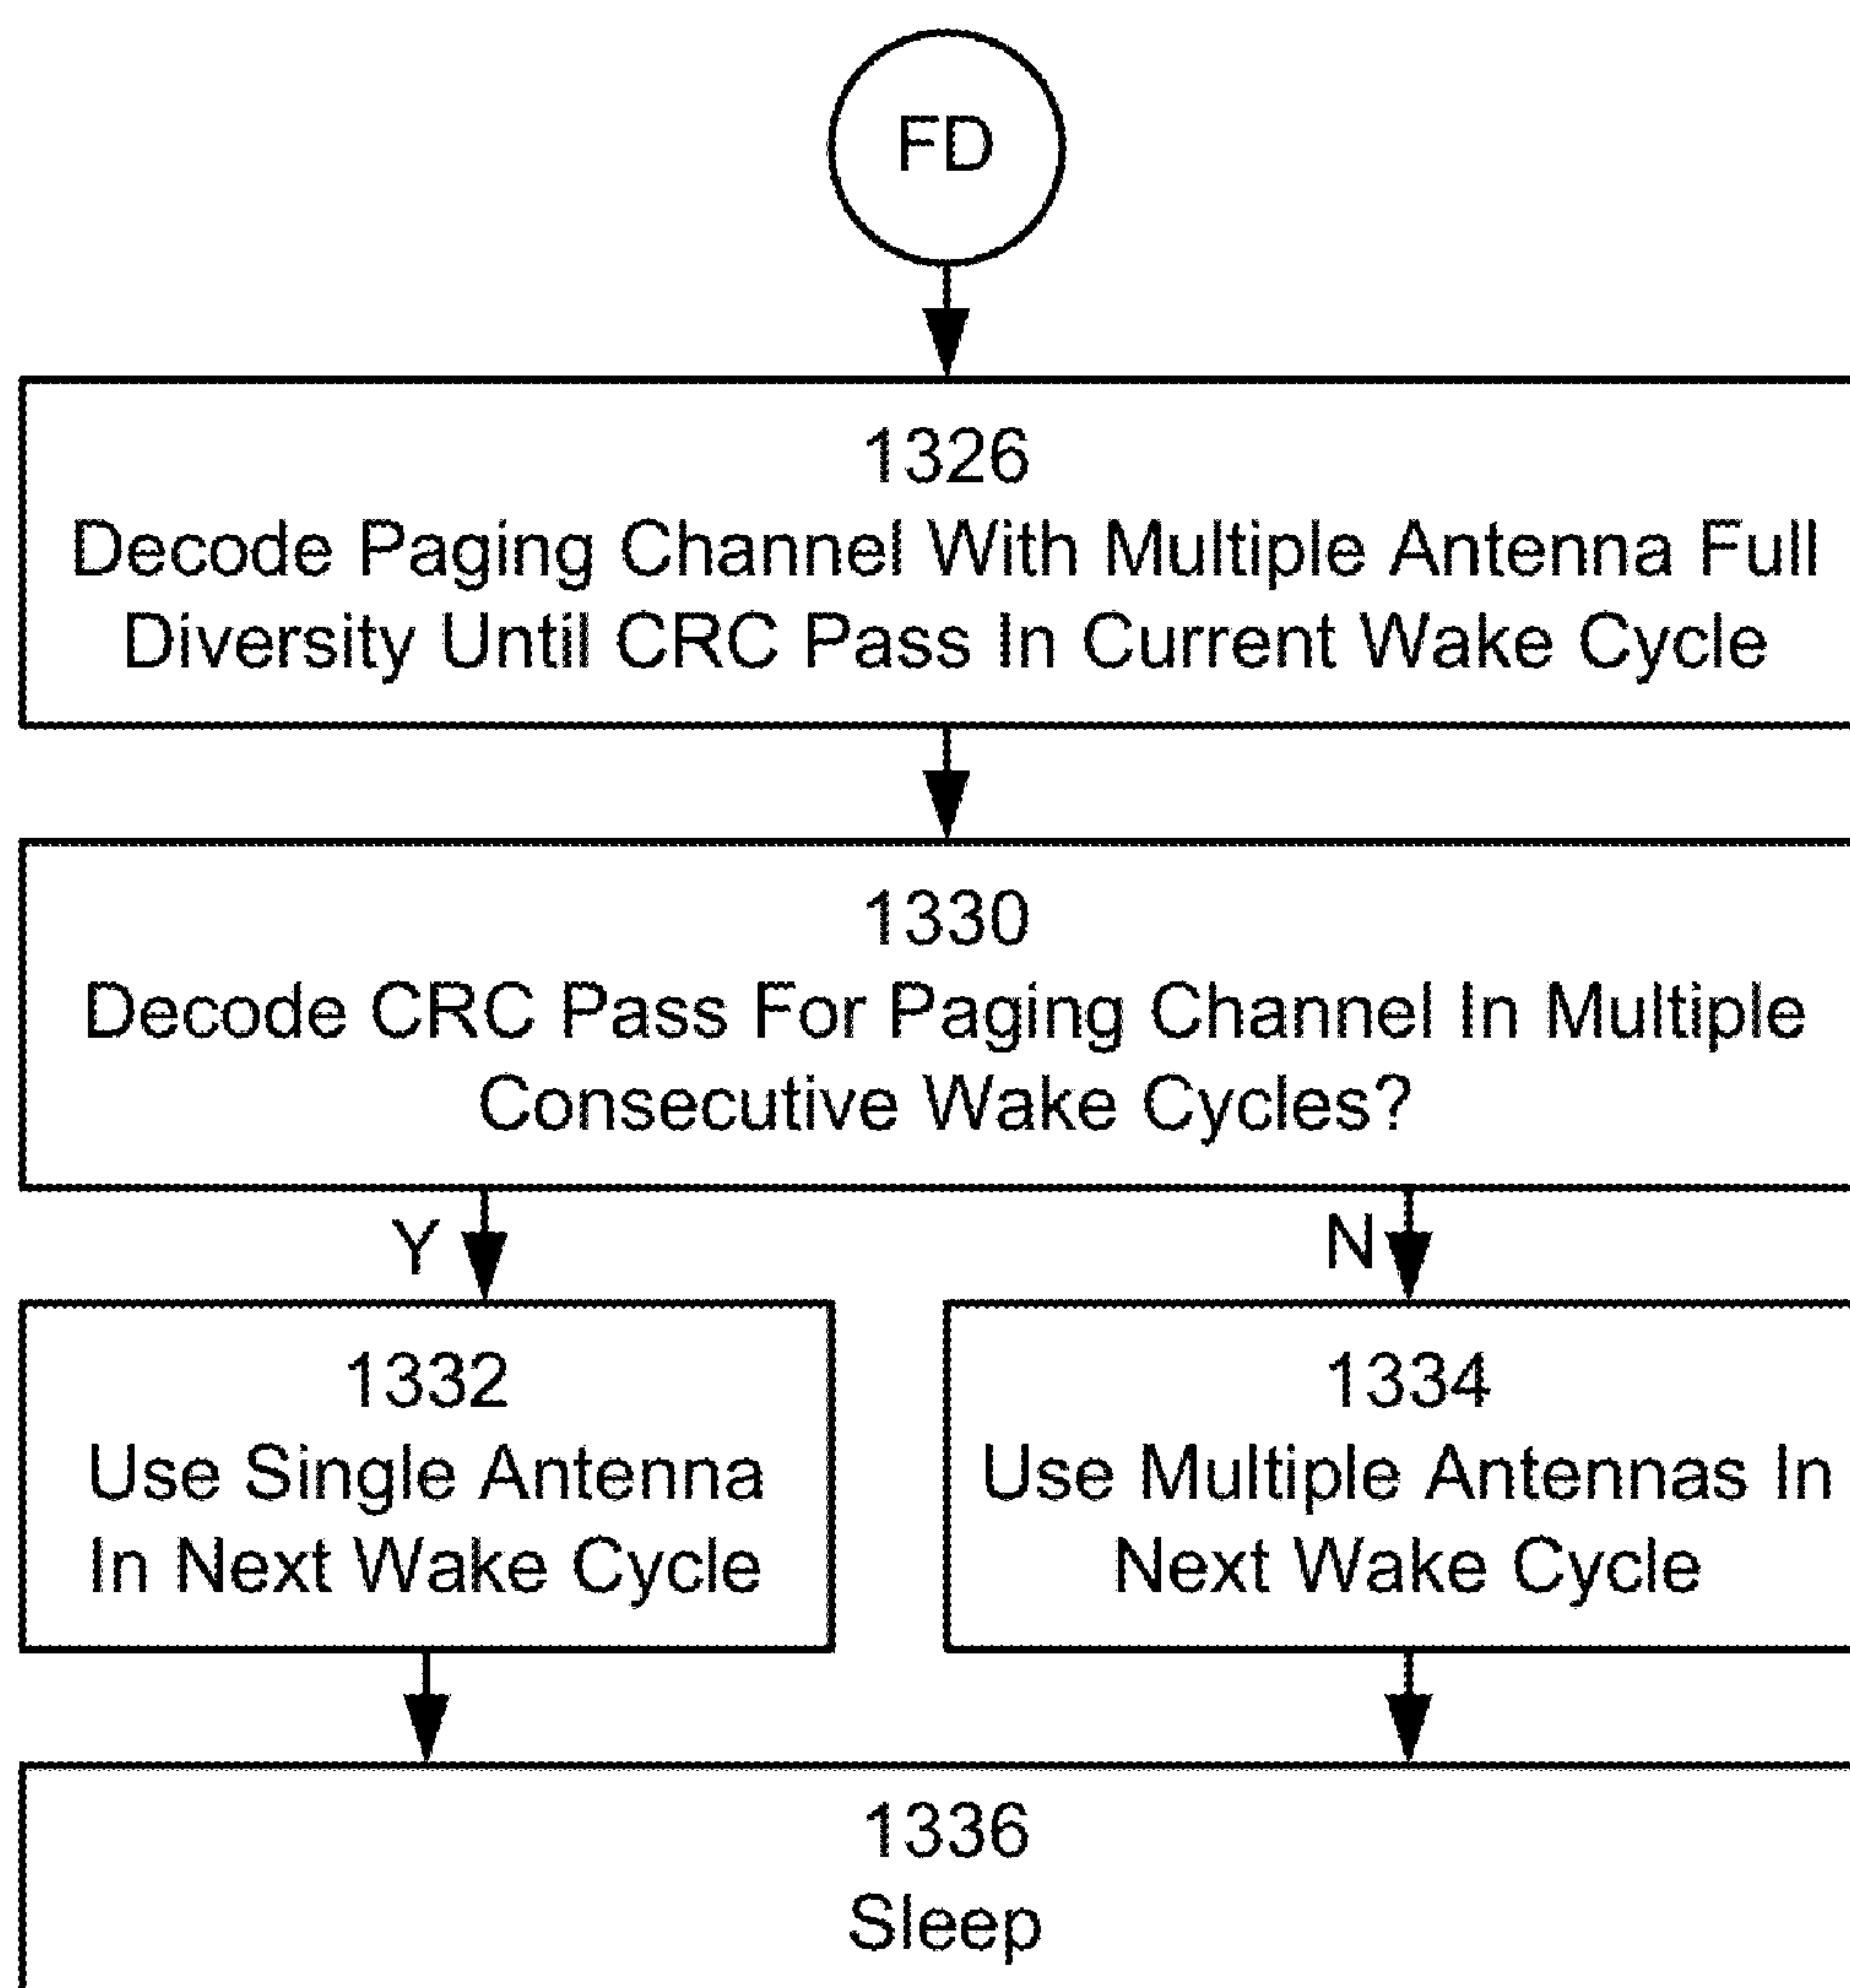 FD
1326
Decode Paging Channel With Multiple Antenna Full
Diversity Until CRC Pass In Current Wake Cycle
1330
Decode CRC Pass For Paging Channel In Multiple
Consecutive Wake Cycles?
Y
N
1332
Use Single Antenna
In Next Wake Cycle
1334
Use Multiple Antennas In
Next Wake Cycle
1336
Sleep